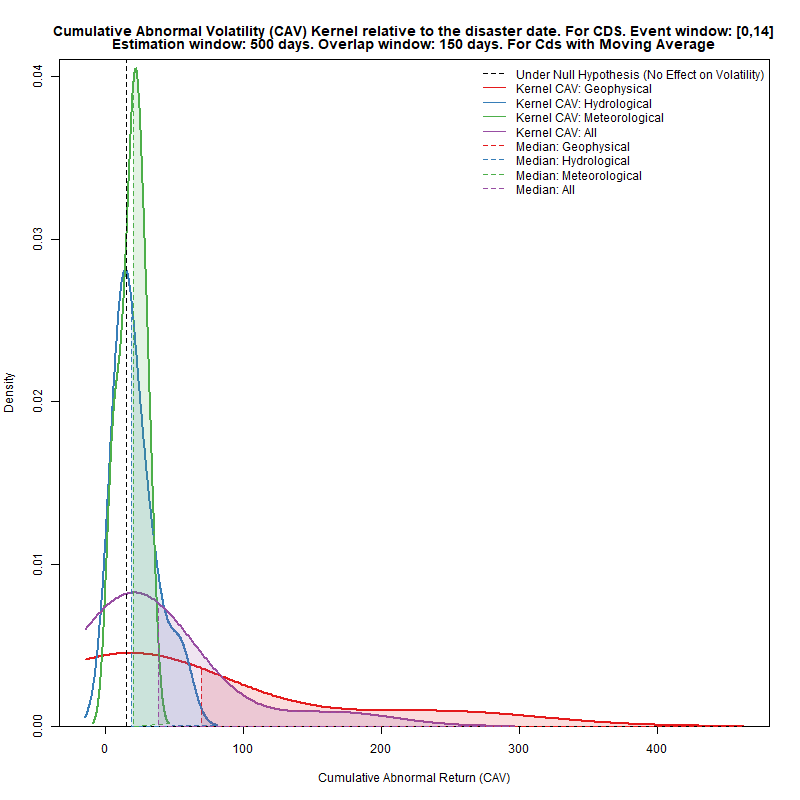 Cumulative Abnormal Volatility (CAV) Kernel relative to the disaster date. For CDS. Event window: [0,14]
Estimation window: 500 days. Overlap window: 150 days. For Cds with Moving Average
Under Null Hypothesis (No Effect on Volatility)
Kernel CAV: Geophysical
Kernel CAV: Hydrological
Kernel CAV: Meteorological
Kernel CAV: All
Median: Geophysical
Median: Hydrological
Median: Meteorological
Median: All
Density
0.04
0.03
0.02
0.01
0.00
0 100 200 300 400
Cumulative Abnormal Return (CAV)